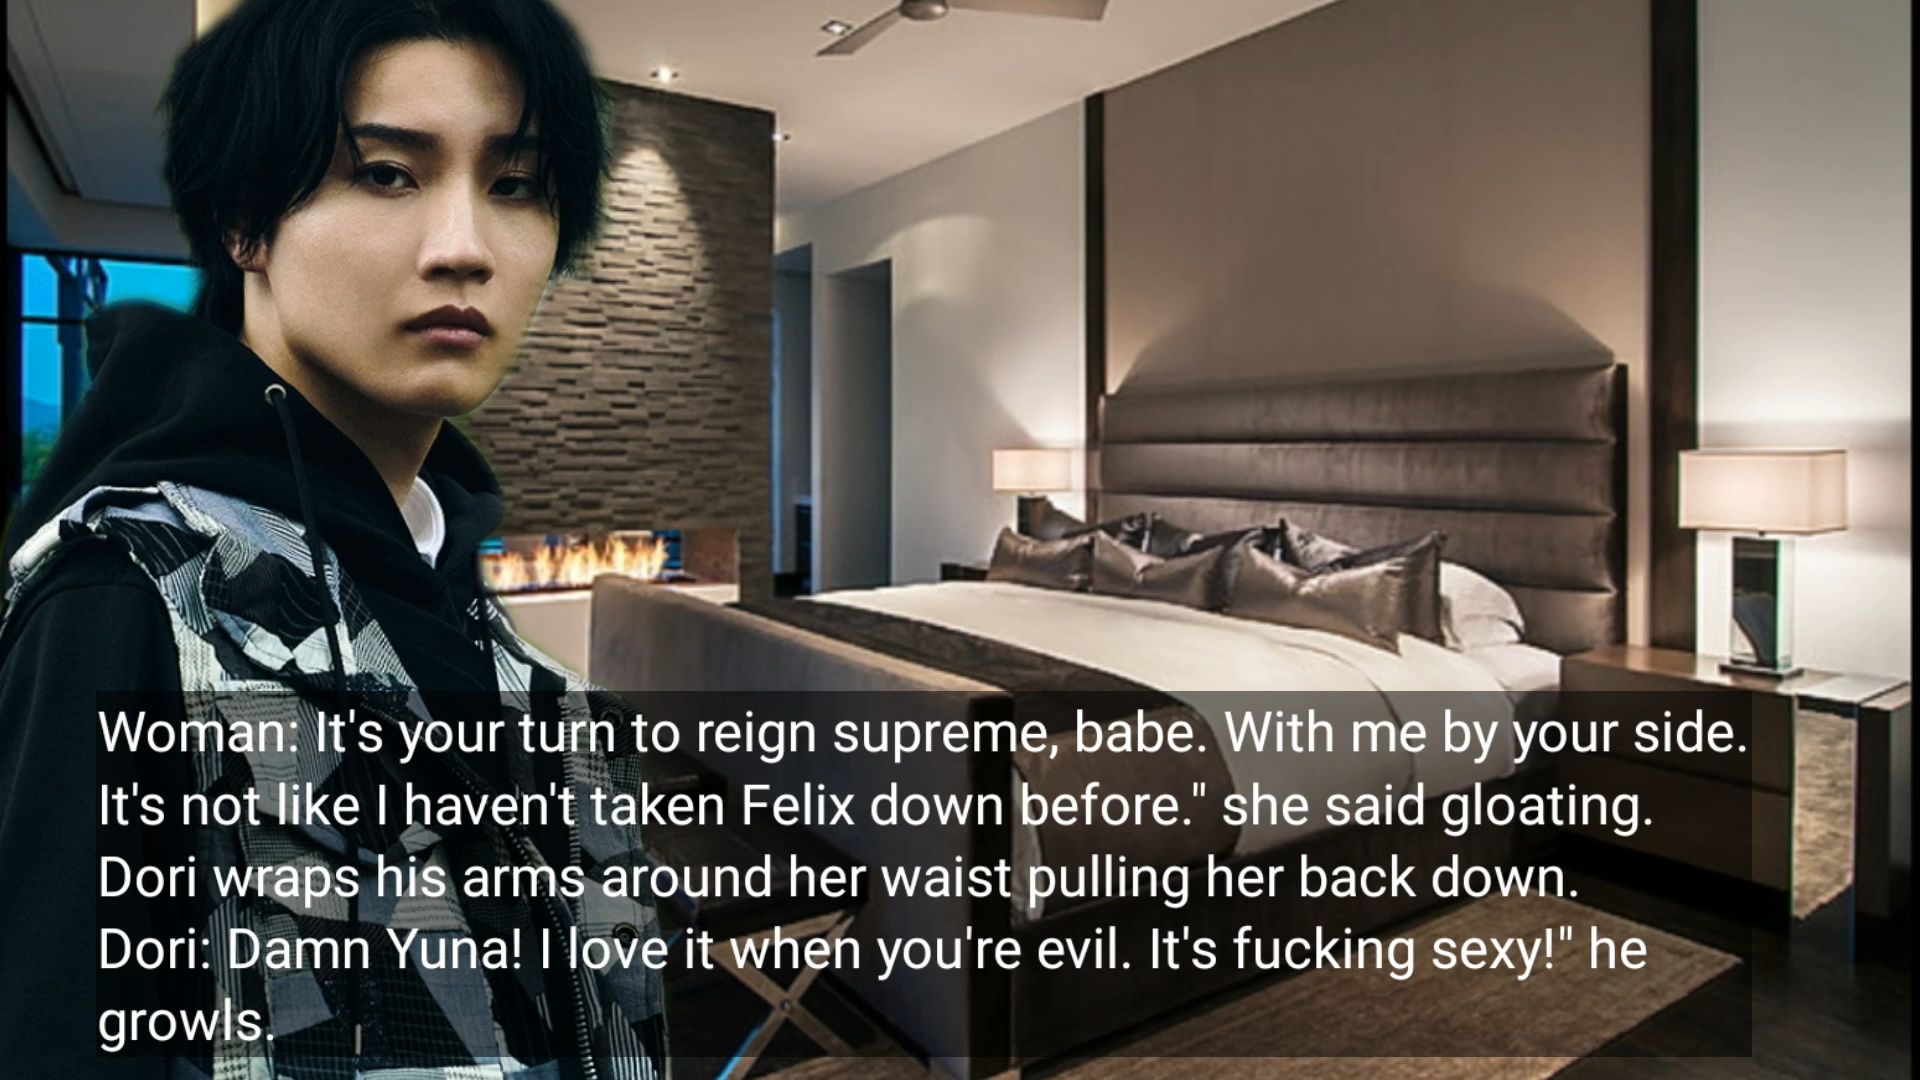 Woman: It's your turn to reign supreme, babe. With me by your side.
It's not like I haven't taken Felix down before." she said gloating.
Dori wraps his arms around her waist pulling her back down.
Dori: Damn Yuna! I love it when you're evil. It's fucking sexy!" he
growls.